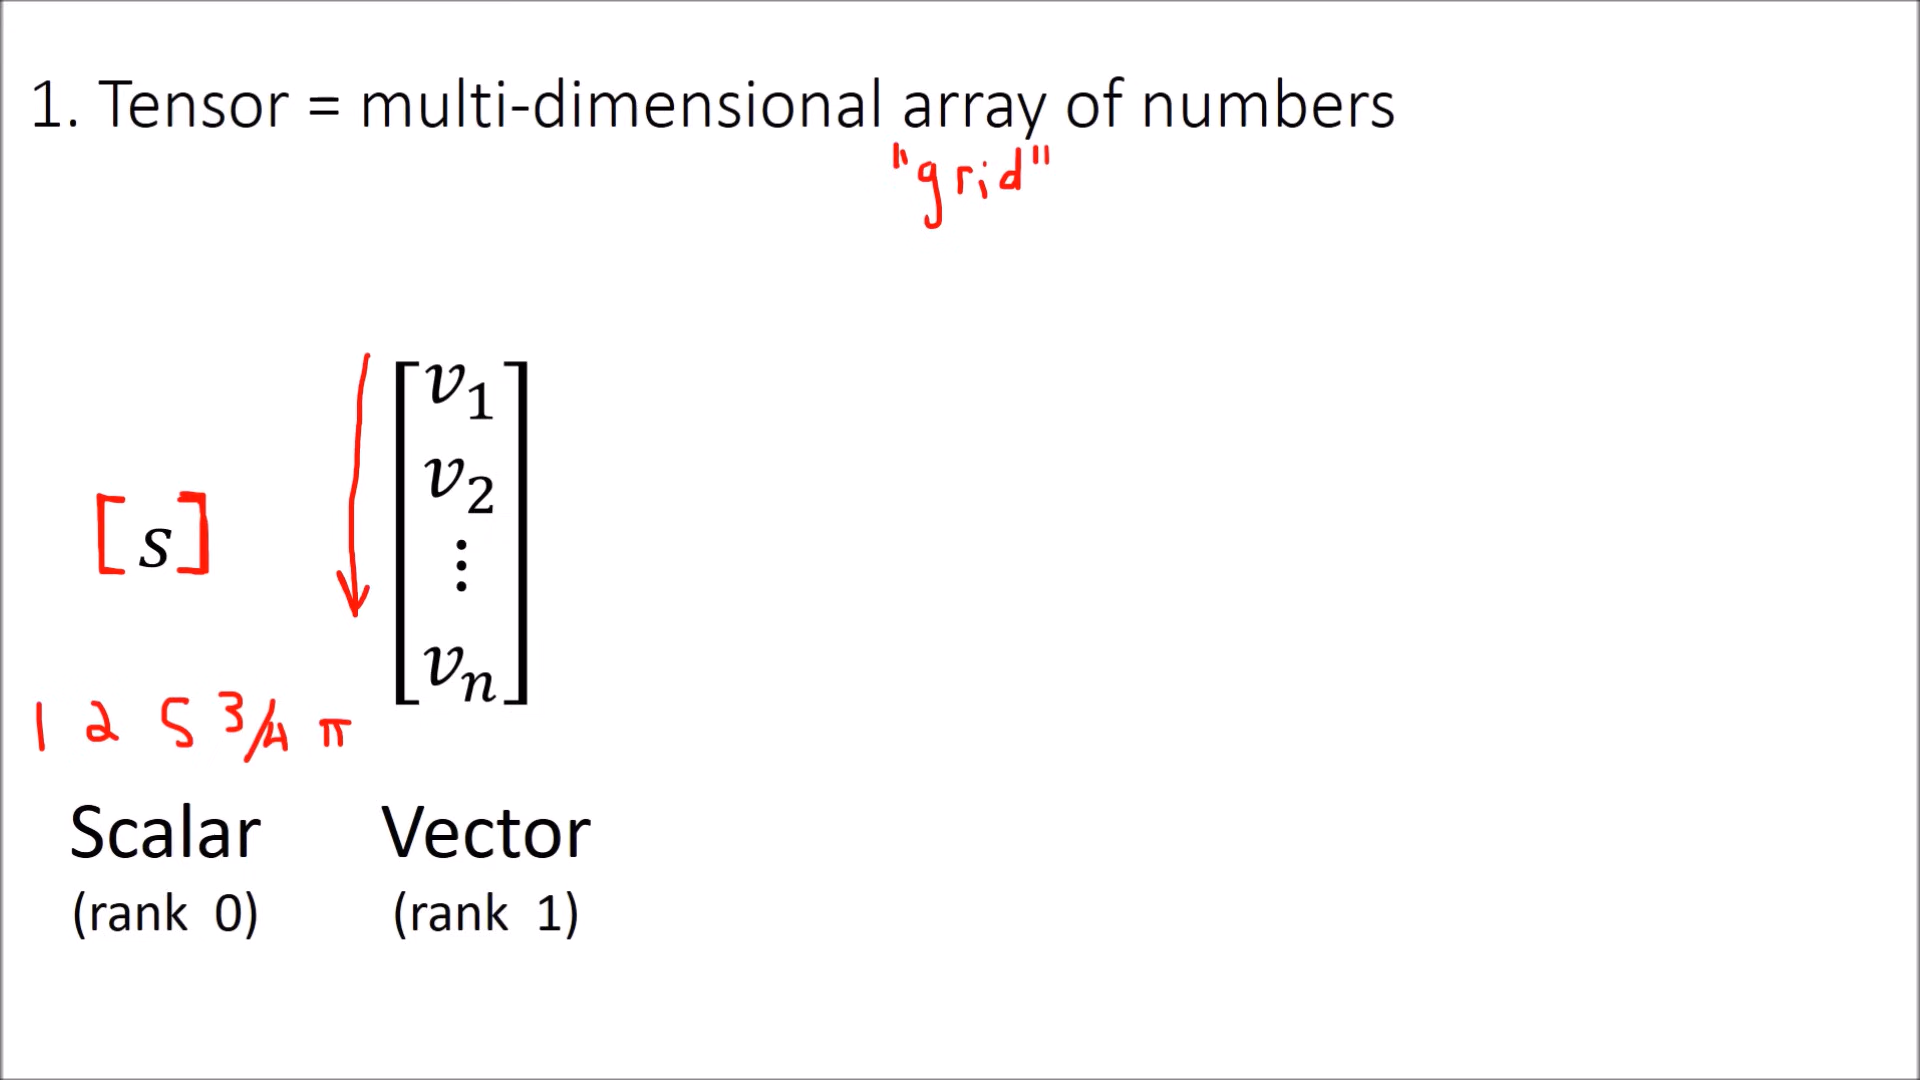 1. Tensor = multi-dimensional array of numbers
"grid"
[s]
v₁
v₂
⋮
vₙ
1 2 5 3/4 π
Scalar Vector
(rank 0) (rank 1)